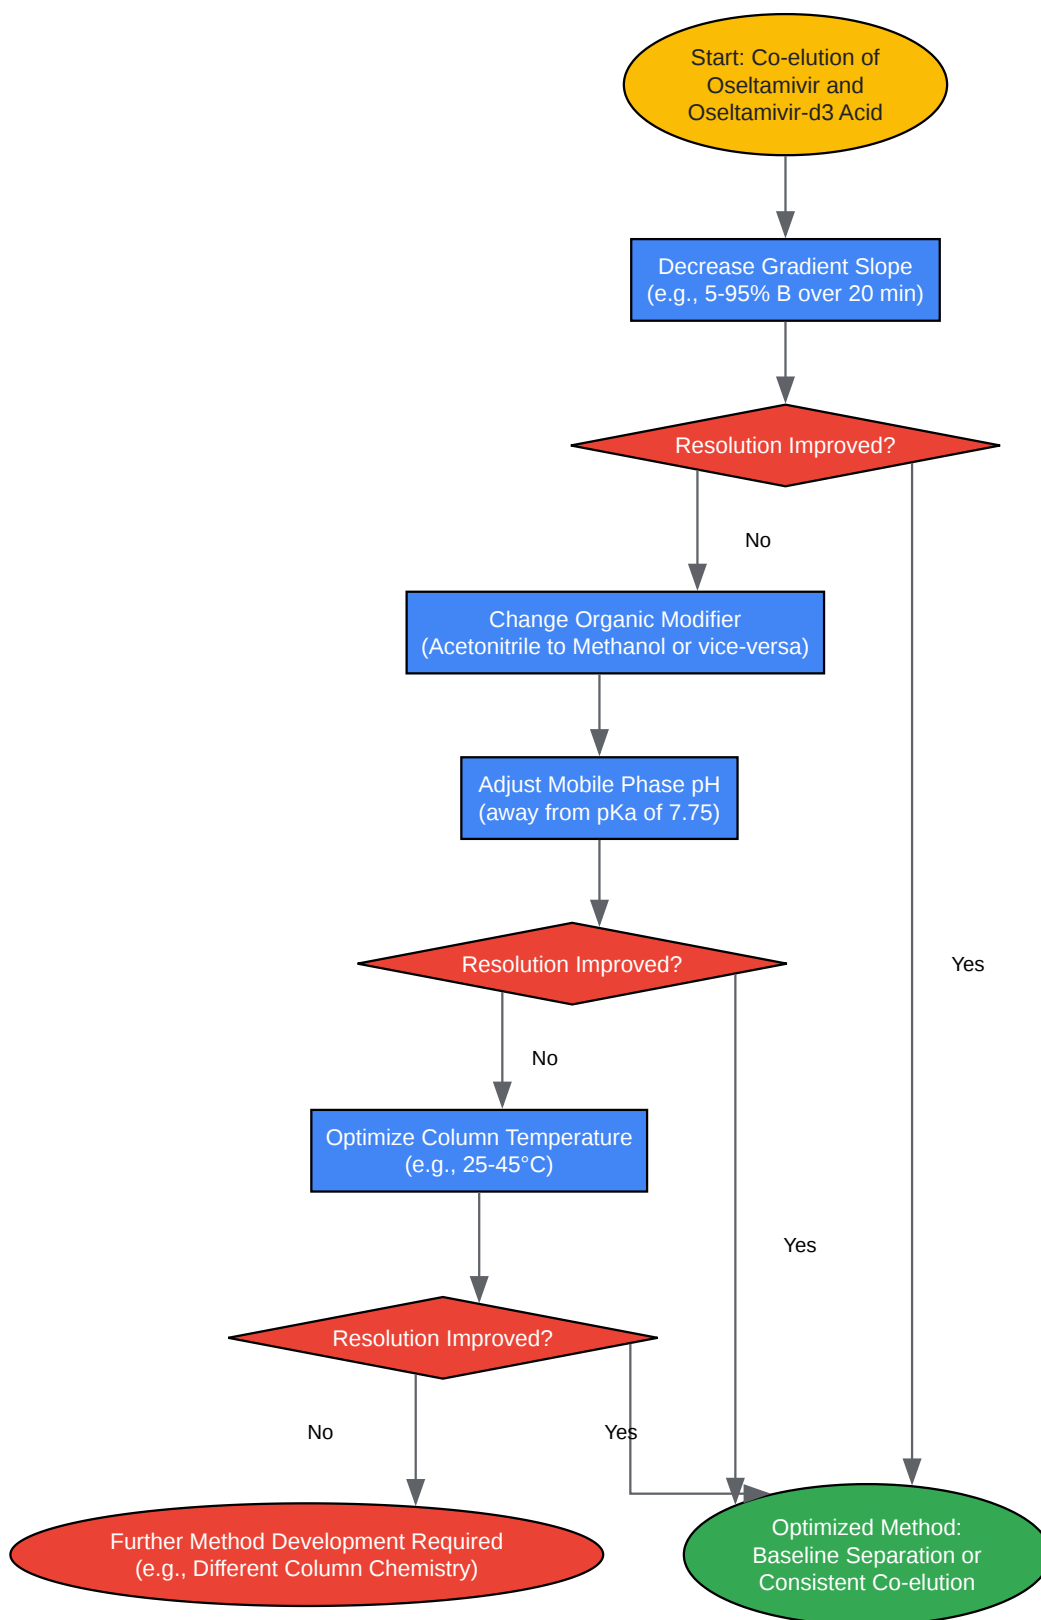 Start: Co-elution of
Oseltamivir and
Oseltamivir-d3 Acid
Decrease Gradient Slope
(e.g., 5-95% B over 20 min)
Resolution Improved?
No
Change Organic Modifier
(Acetonitrile to Methanol or vice-versa)
Adjust Mobile Phase pH
(away from pKa of 7.75)
Resolution Improved?
Yes
No
Optimize Column Temperature
(e.g., 25-45°C)
Yes
Resolution Improved?
No
Yes
Further Method Development Required
(e.g., Different Column Chemistry)
Optimized Method:
Baseline Separation or
Consistent Co-elution